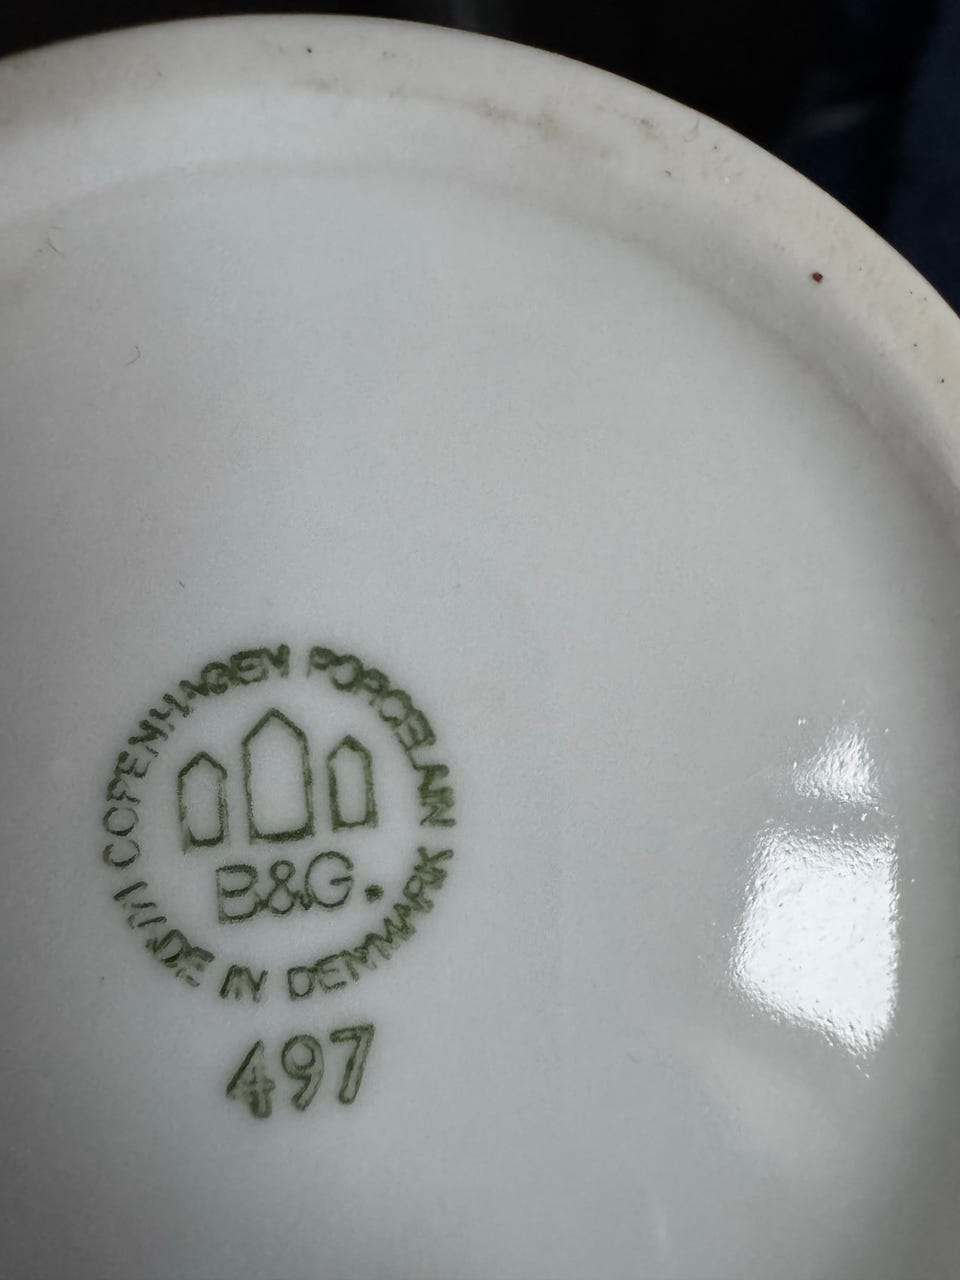 COPENHAGEN PORCELAIN
B&G.
MADE IN DENMARK
497